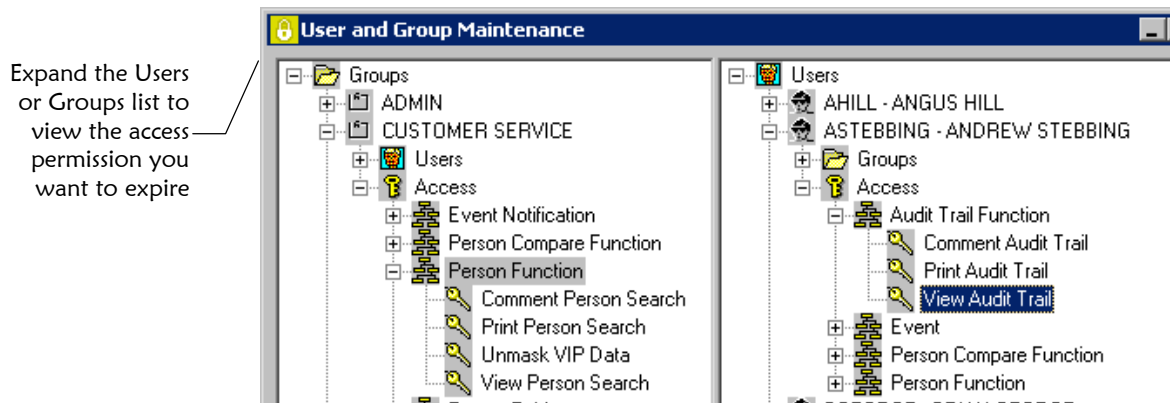 User and Group Maintenance
Expand the Users
or Groups list to
view the access
permission you
want to expire
Groups
ADMIN
CUSTOMER SERVICE
Users
Access
Event Notification
Person Compare Function
Person Function
Comment Person Search
Print Person Search
Unmask VIP Data
View Person Search
Users
AHILL - ANGUS HILL
ASTEBBING - ANDREW STEBBING
Groups
Access
Audit Trail Function
Comment Audit Trail
Print Audit Trail
View Audit Trail
Event
Person Compare Function
Person Function